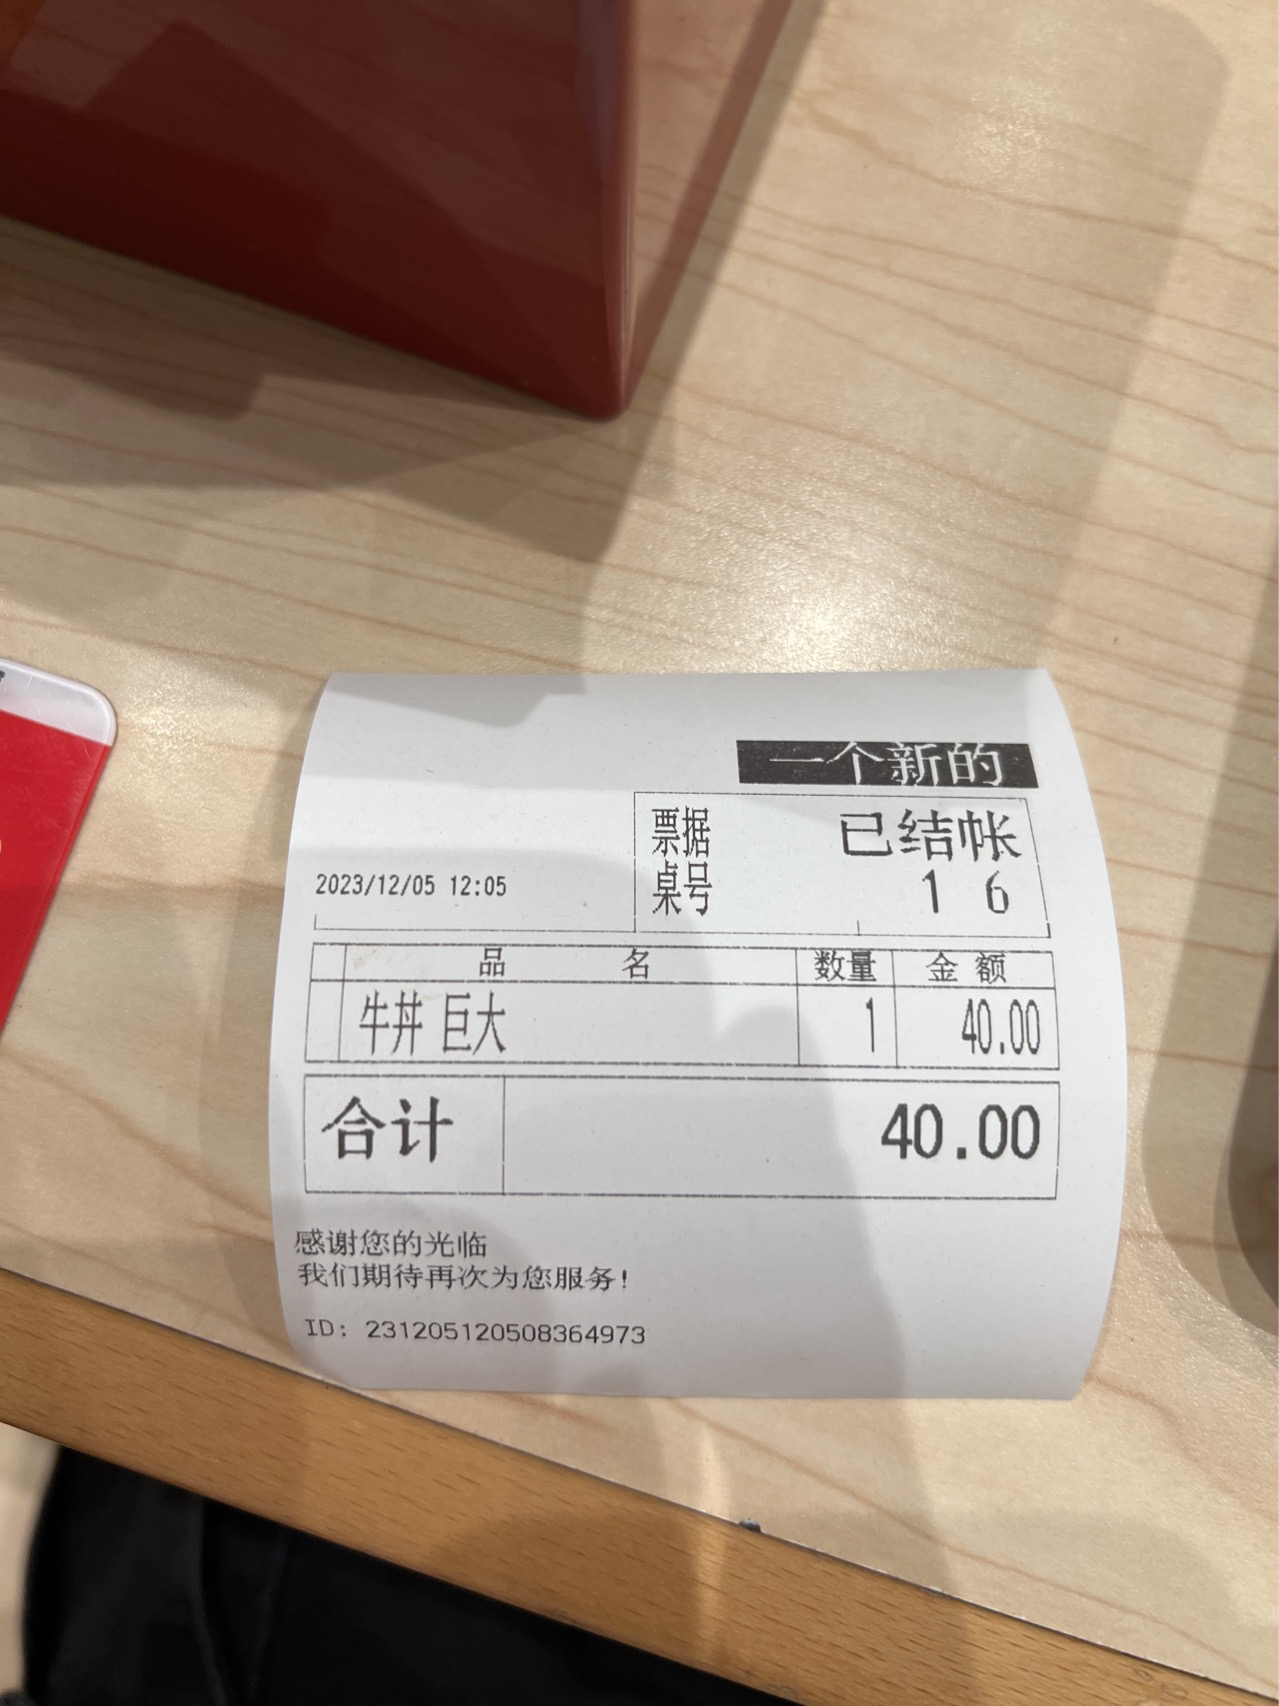 一个新的
票据 已结帐
桌号 1 6
2023/12/05 12:05
品 名 数量 金 额
牛丼 巨大 1 40.00
合计 40.00
感谢您的光临
我们期待再次为您服务!
ID: 231205120508364973